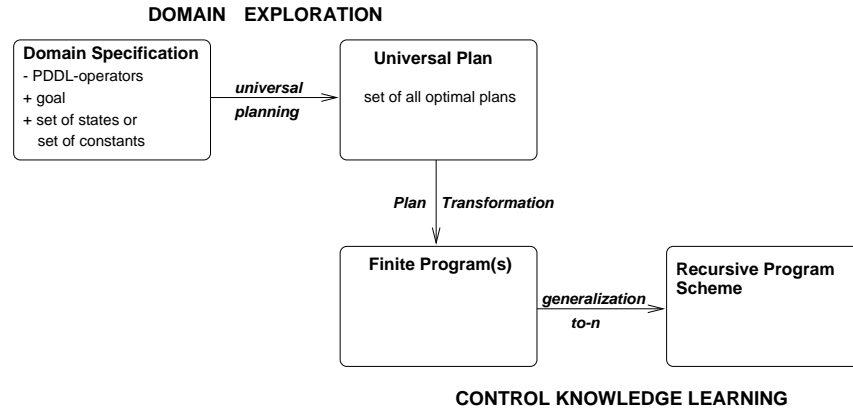 DOMAIN EXPLORATION
Domain Specification
- PDDL-operators
+ goal
+ set of states or
set of constants
universal
planning
Universal Plan
set of all optimal plans
Plan Transformation
Finite Program(s)
generalization
to-n
Recursive Program
Scheme
CONTROL KNOWLEDGE LEARNING